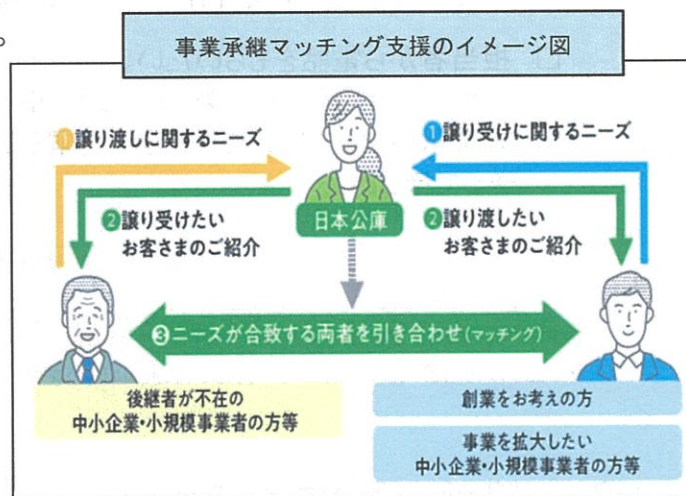 。
事業承継マッチング支援のイメージ図
①譲り渡しに関するニーズ
①譲り受けに関するニーズ
②譲り受けたい
お客さまのご紹介
日本公庫
②譲り渡したい
お客さまのご紹介
③ニーズが合致する両者を引き合わせ(マッチング)
後継者が不在の
中小企業・小規模事業者の方等
創業をお考えの方
事業を拡大したい
中小企業・小規模事業者の方等